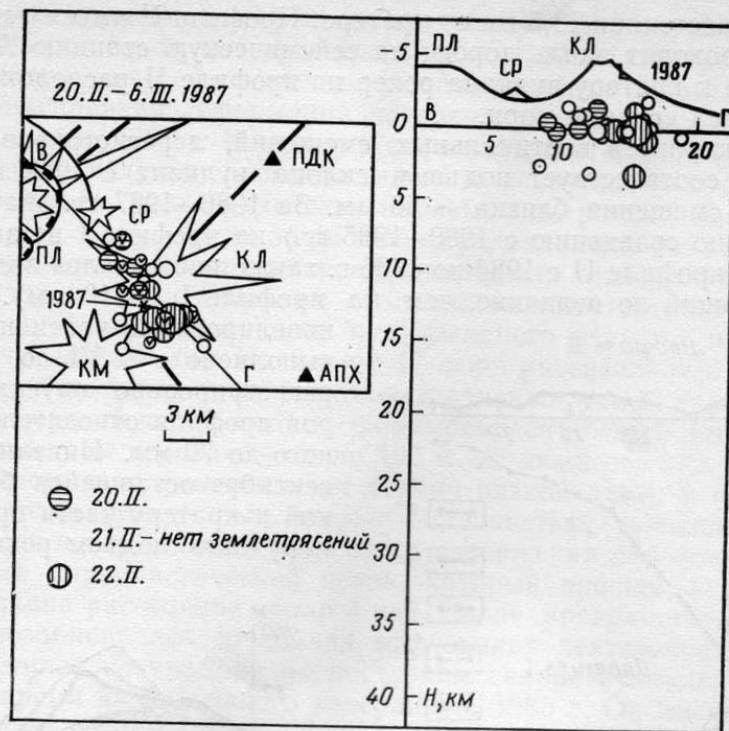 20.II–6.III.1987
ПДК
В
СР
ПЛ
КЛ
1987
КМ
Г
АПХ
3 км
20.II.
21.II.– нет землетрясений
22.II.
ПЛ
КЛ
СР
1987
5
В
0
Г
5
10
20
5
10
15
20
25
30
35
40
H, км